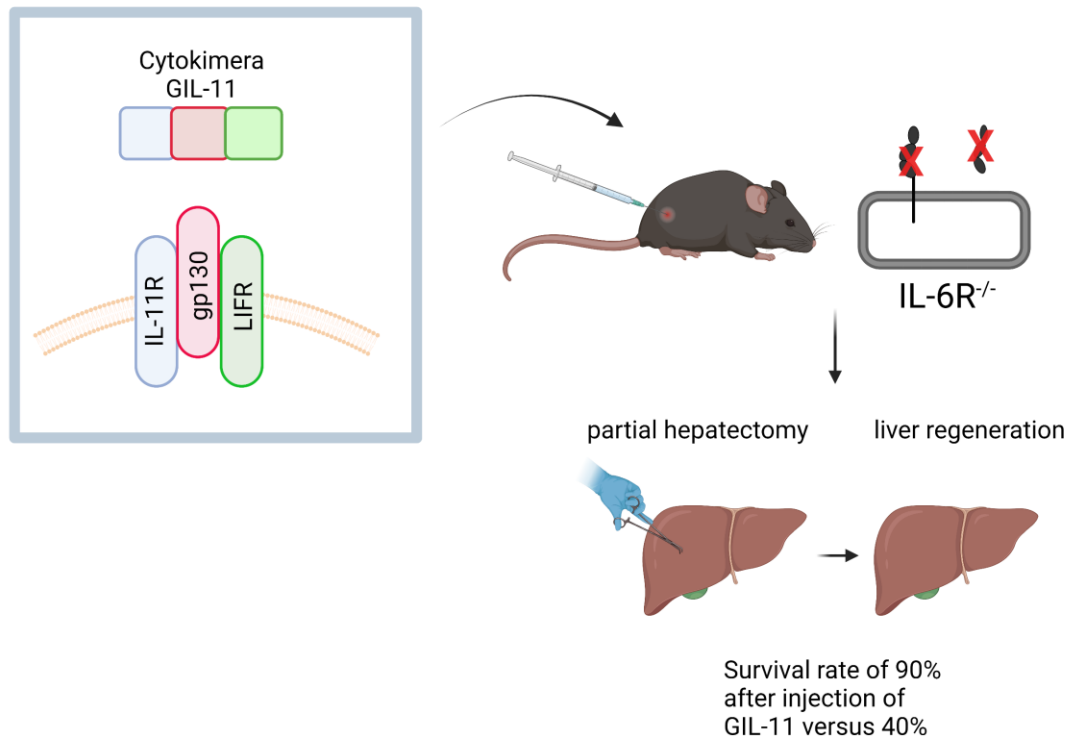 Cytokimera
GIL-11
IL-11R
gp130
LIFR
IL-6R-/-
partial hepatectomy
liver regeneration
Survival rate of 90%
after injection of
GIL-11 versus 40%